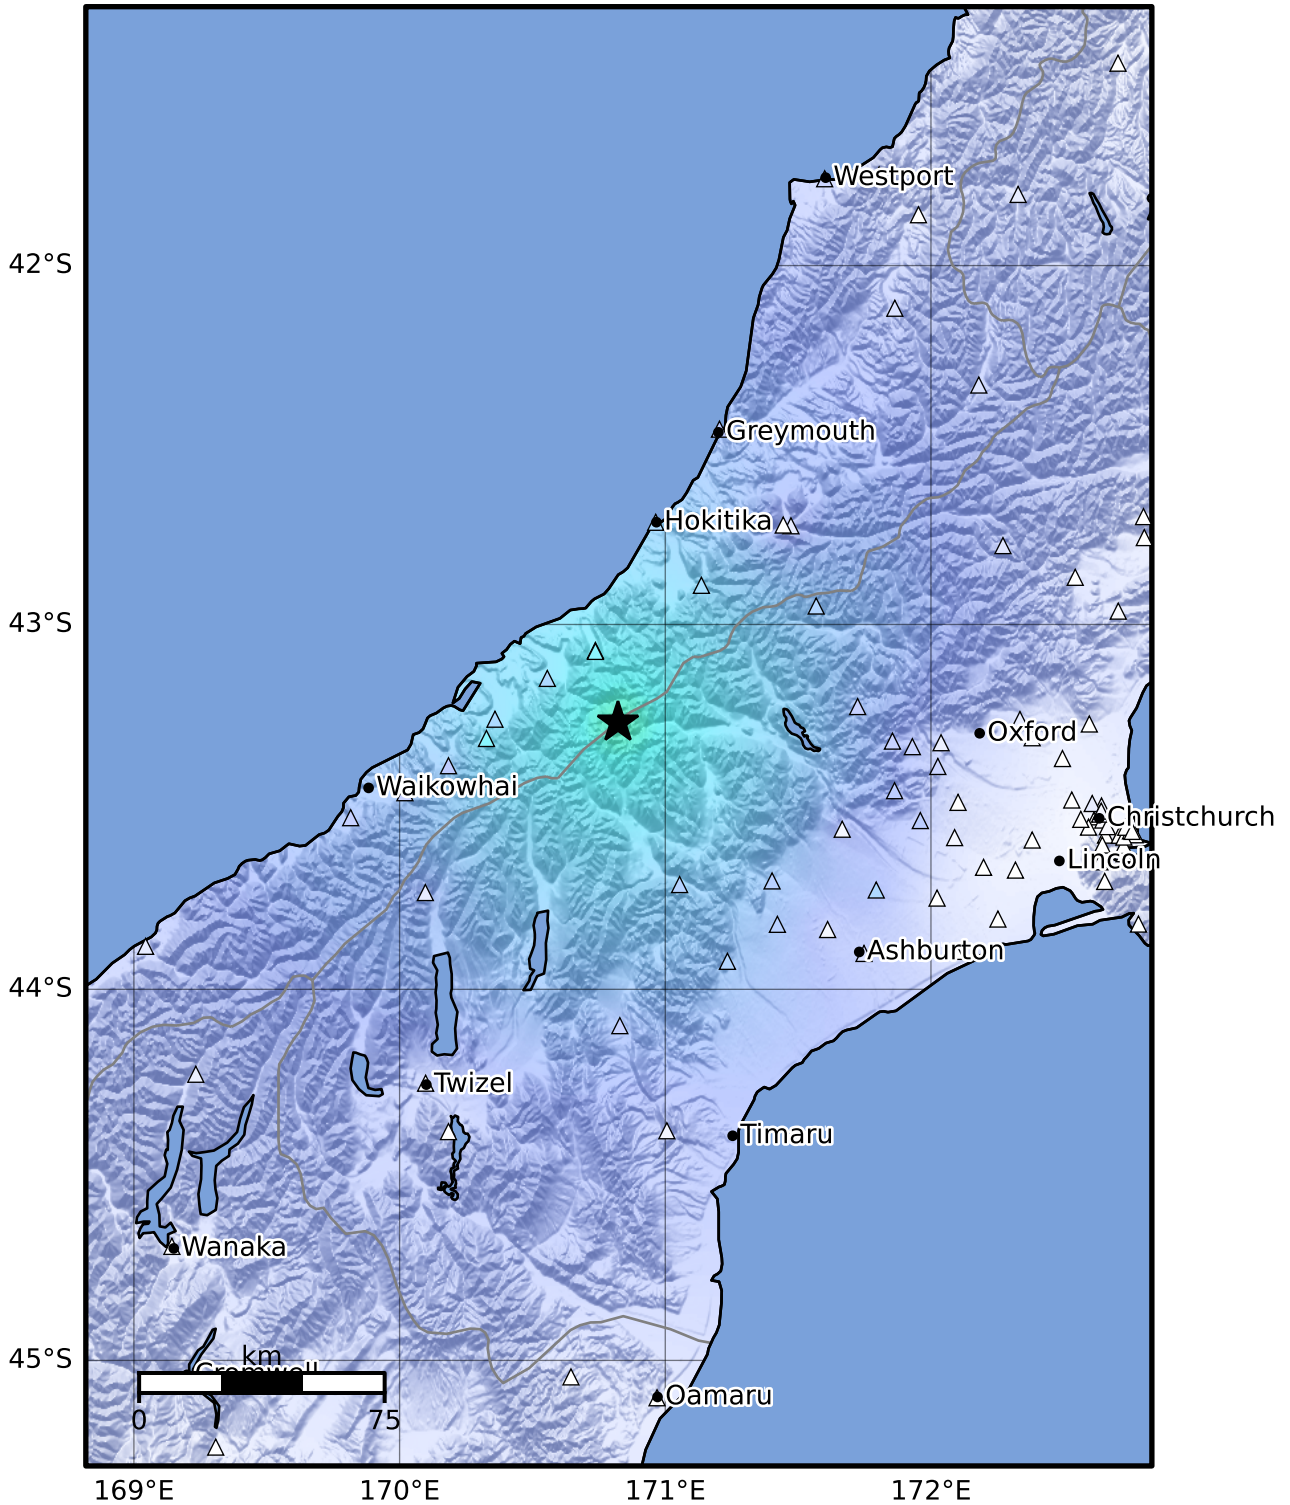 Westport
42°S
Greymouth
Hokitika
43°S
Oxford
Waikowhai
Christchurch
Lincoln
Ashburton
44°S
Twizel
Timaru
Wanaka
km
45°S
Cromwell
Oamaru
0 75
169°E 170°E 171°E 172°E